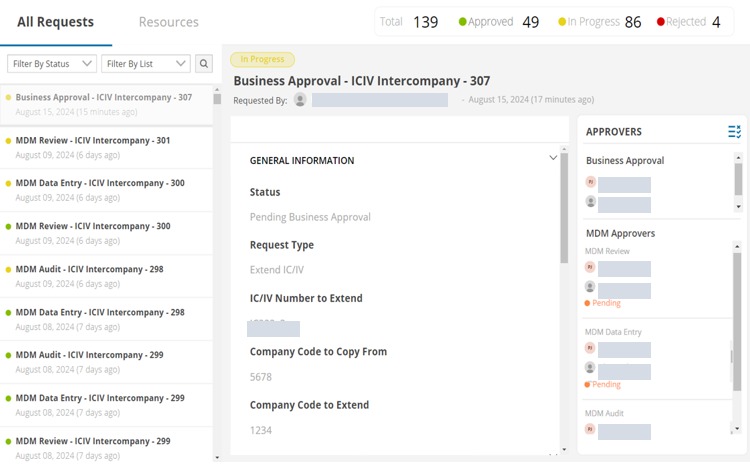 All Requests
Resources
Total 139
Approved 49
In Progress 86
Rejected 4
Filter By Status
Filter By List
Business Approval - ICIV Intercompany - 307
August 15, 2024 (15 minutes ago)
MDM Review - ICIV Intercompany - 301
August 09, 2024 (6 days ago)
MDM Data Entry - ICIV Intercompany - 300
August 09, 2024 (6 days ago)
MDM Review - ICIV Intercompany - 300
August 09, 2024 (6 days ago)
MDM Audit - ICIV Intercompany - 298
August 09, 2024 (6 days ago)
MDM Data Entry - ICIV Intercompany - 298
August 08, 2024 (7 days ago)
MDM Audit - ICIV Intercompany - 299
August 08, 2024 (7 days ago)
MDM Data Entry - ICIV Intercompany - 299
August 08, 2024 (7 days ago)
MDM Review - ICIV Intercompany - 299
August 08, 2024 (7 days ago)
In Progress
Business Approval - ICIV Intercompany - 307
Requested By: - August 15, 2024 (17 minutes ago)
GENERAL INFORMATION
Status
Pending Business Approval
Request Type
Extend IC/IV
IC/IV Number to Extend
Company Code to Copy From
5678
Company Code to Extend
1234
APPROVERS
Business Approval
MDM Approvers
MDM Review
Pending
MDM Data Entry
Pending
MDM Audit